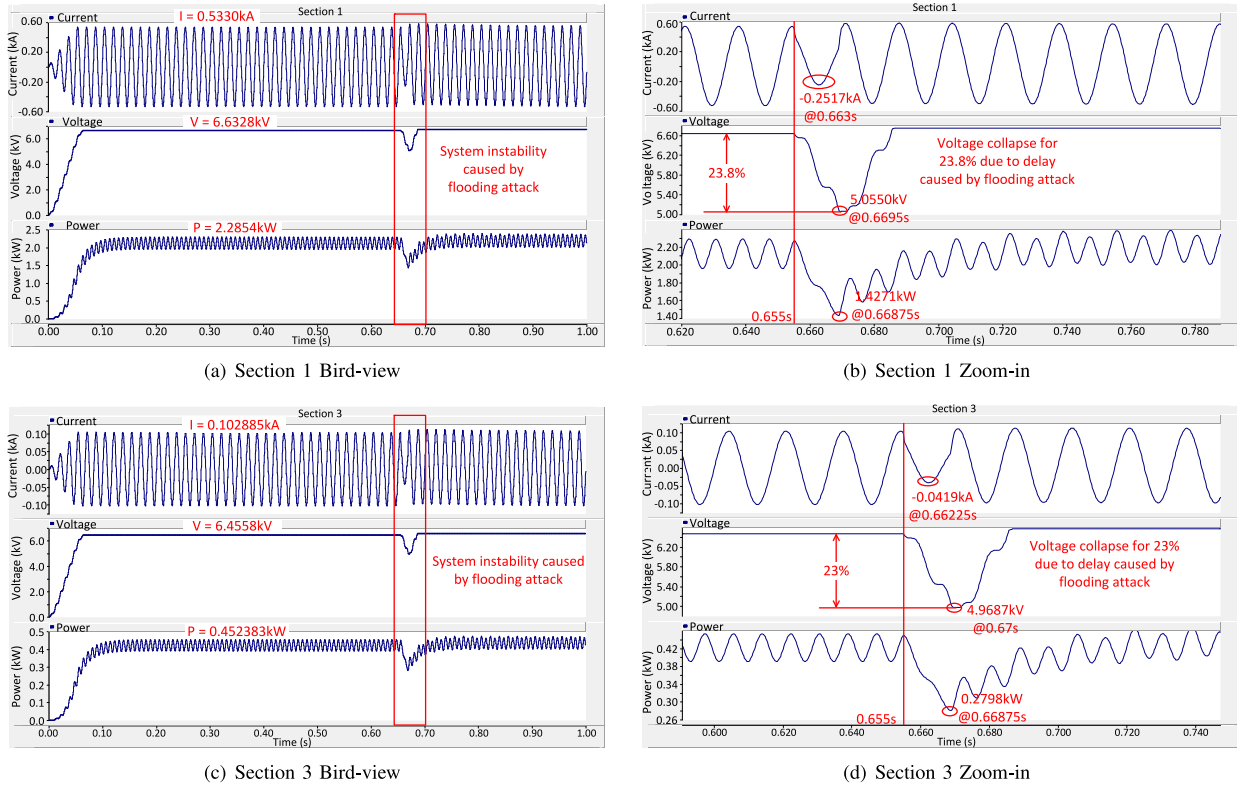 Section 1
Current
I = 0.5330kA
Current (kA)
0.60
0.20
-0.20
-0.60
Voltage
V = 6.6328kV
Voltage (kV)
6.0
4.0
2.0
0.0
System instability
caused by
flooding attack
Power
P = 2.2854kW
Power (kW)
2.5
2.0
1.5
1.0
0.5
0.0
0.00 0.10 0.20 0.30 0.40 0.50 0.60 0.70 0.80 0.90 1.00
Time (s)
(a) Section 1 Bird-view
Section 1
Current
Current (kA)
0.60
0.20
-0.20
-0.60
-0.2517kA
@0.663s
Voltage
Voltage (kV)
6.60
6.20
5.80
5.40
5.00
23.8%
Voltage collapse for
23.8% due to delay
caused by flooding attack
5.0550kV
@0.6695s
Power
Power (kW)
2.20
2.00
1.80
1.60
1.40
1.4271kW
@0.66875s
0.655s
0.620 0.640 0.660 0.680 0.700 0.720 0.740 0.760 0.780
Time (s)
(b) Section 1 Zoom-in
Section 3
Current
I = 0.102885kA
Current (kA)
0.10
0.05
0.00
-0.05
-0.10
Voltage
V = 6.4558kV
Voltage (kV)
6.0
4.0
2.0
0.0
System instability caused
by flooding attack
Power
P = 0.452383kW
Power (kW)
0.5
0.4
0.3
0.2
0.1
0.0
0.00 0.10 0.20 0.30 0.40 0.50 0.60 0.70 0.80 0.90 1.00
Time (s)
(c) Section 3 Bird-view
Section 3
Current
Current (kA)
0.10
0.05
0.00
-0.05
-0.10
-0.0419kA
@0.66225s
Voltage
Voltage (kV)
6.20
5.80
5.40
5.00
23%
Voltage collapse for 23%
due to delay caused by
flooding attack
4.9687kV
@0.67s
Power
Power (kW)
0.42
0.38
0.34
0.30
0.26
0.2798kW
@0.66875s
0.655s
0.600 0.620 0.640 0.660 0.680 0.700 0.720 0.740
Time (s)
(d) Section 3 Zoom-in